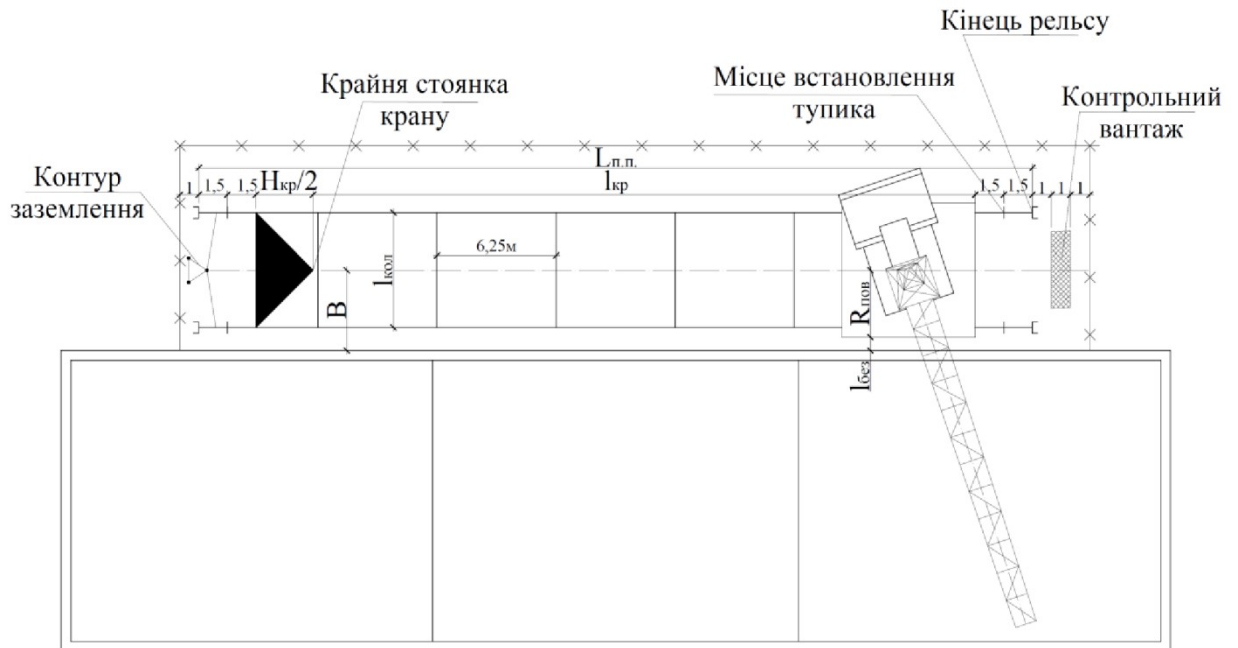 Кінець рельсу
Місце встановлення
тупика
Контрольний
вантаж
Крайня стоянка
крану
Контур
заземлення
Lп.п.
1
1,5
1,5
Hкр/2
lкр
1,5
1,5
1
1
1
6,25м
lкол
B
Rпов
lбез